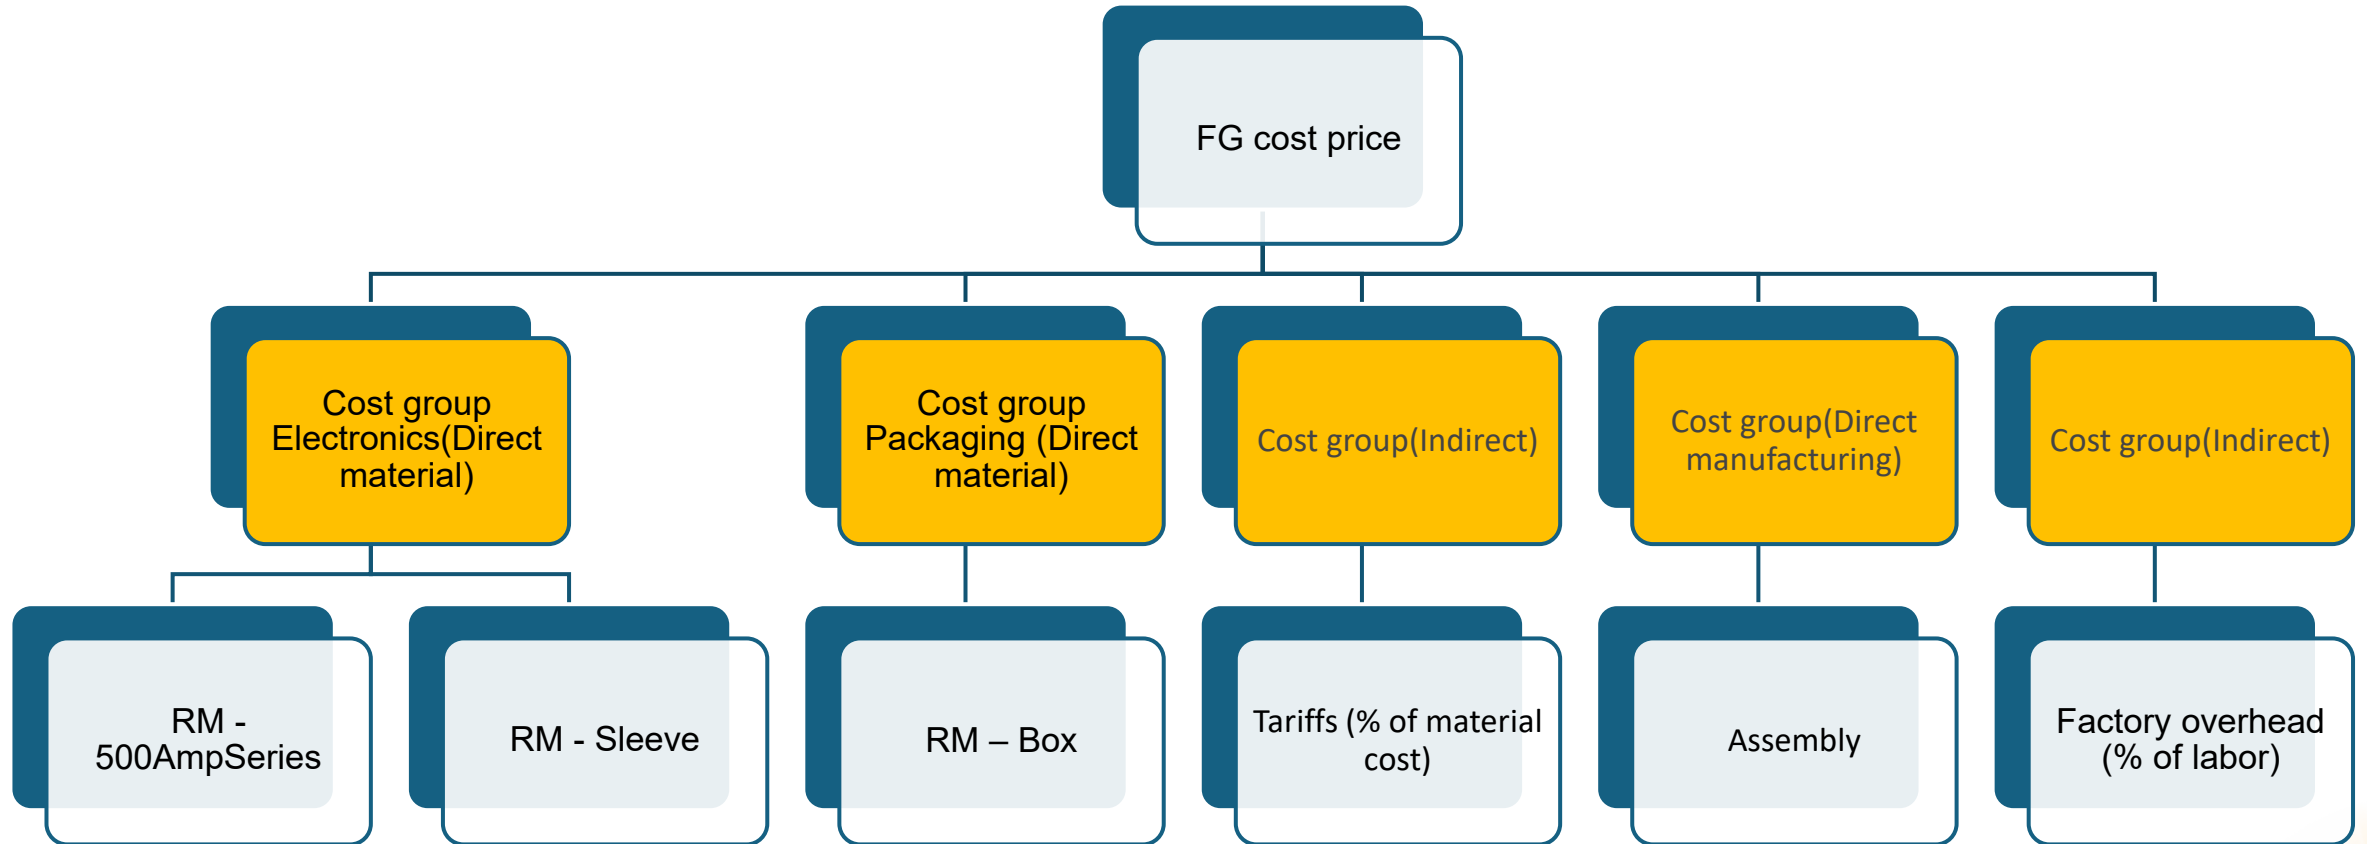 FG cost price
Cost group
Electronics(Direct
material)
Cost group
Packaging (Direct
material)
Cost group(Indirect)
Cost group(Direct
manufacturing)
Cost group(Indirect)
RM -
500AmpSeries
RM - Sleeve
RM – Box
Tariffs (% of material
cost)
Assembly
Factory overhead
(% of labor)